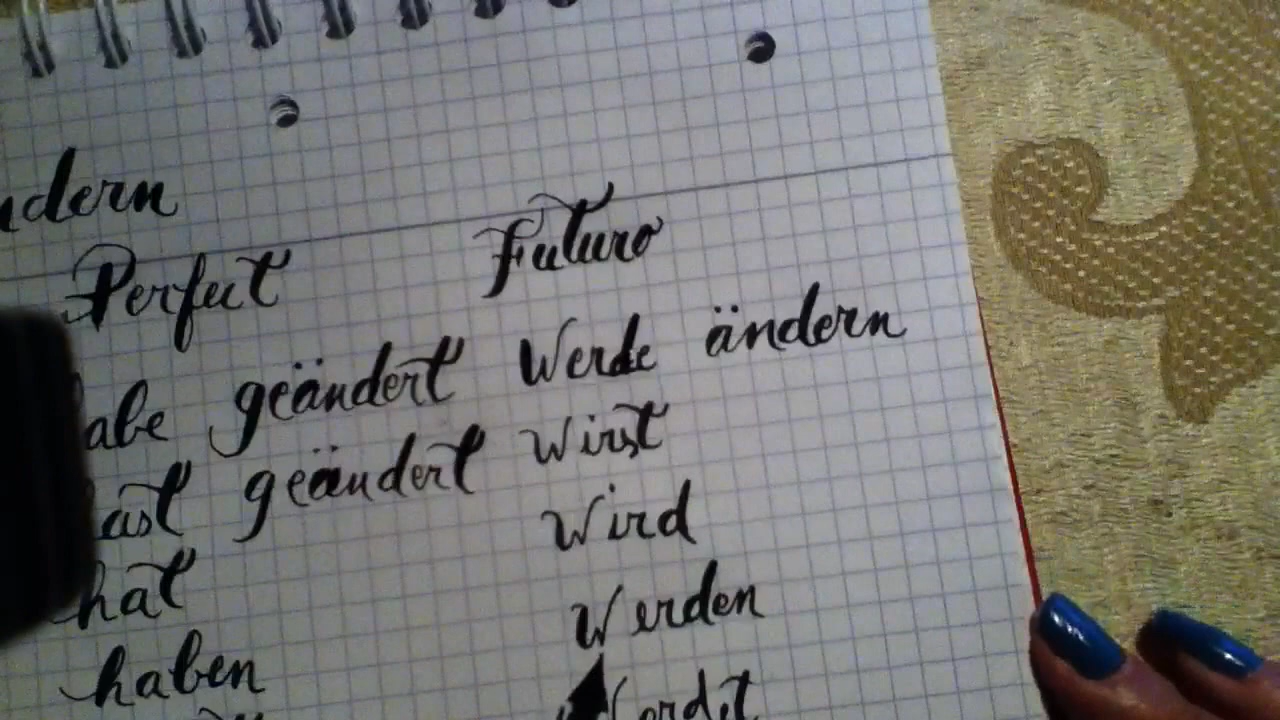 ndern
Perfect Futuro
abe geändert Werde ändern
ast geändert wirst
hat Wird
haben Werden